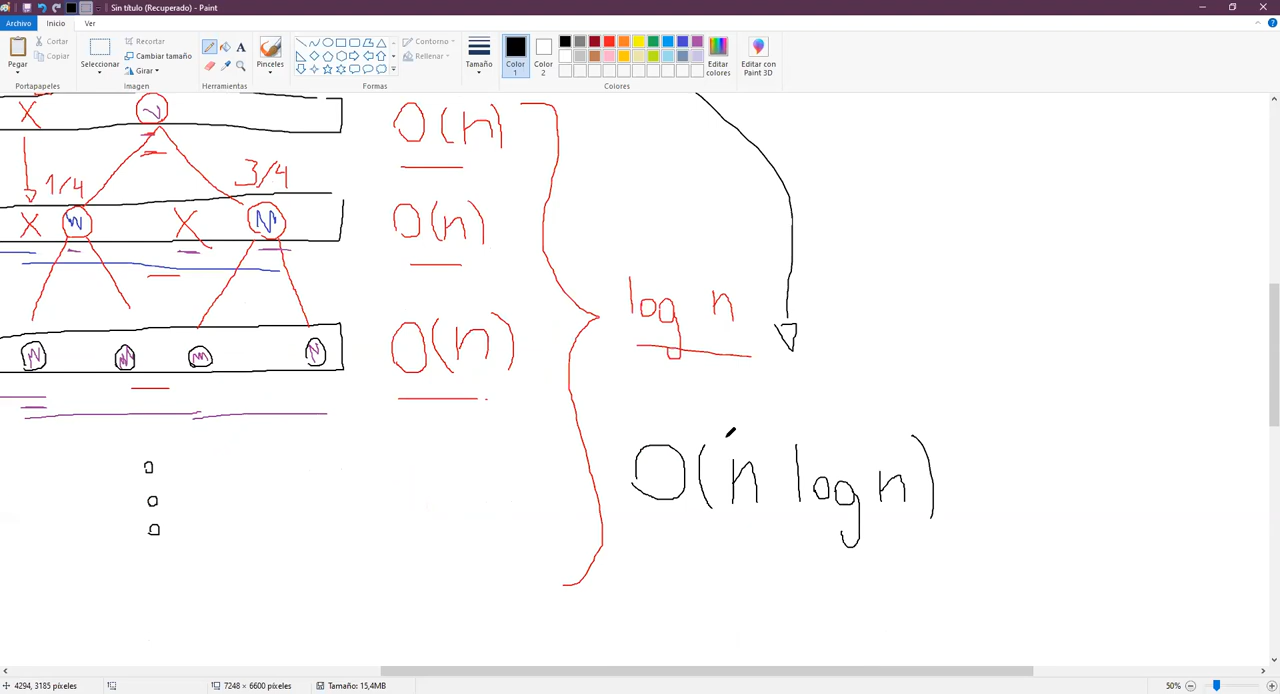 Sin título (Recuperado) - Paint
Archivo Inicio Ver
Pegar
Cortar
Copiar
Portapapeles
Seleccionar
Recortar
Cambiar tamaño
Girar
Imagen
A
Herramientas
Pinceles
Contorno
Rellenar
Formas
Tamaño
Color 1
Color 2
Editar colores
Editar con Paint 3D
Colores
X N O(n)
1/4 3/4
X N X N O(n)
log n
N N N N O(n)
O(n log n)
4294, 3185 píxeles
7248 × 6600 píxeles
Tamaño: 15,4MB
50%